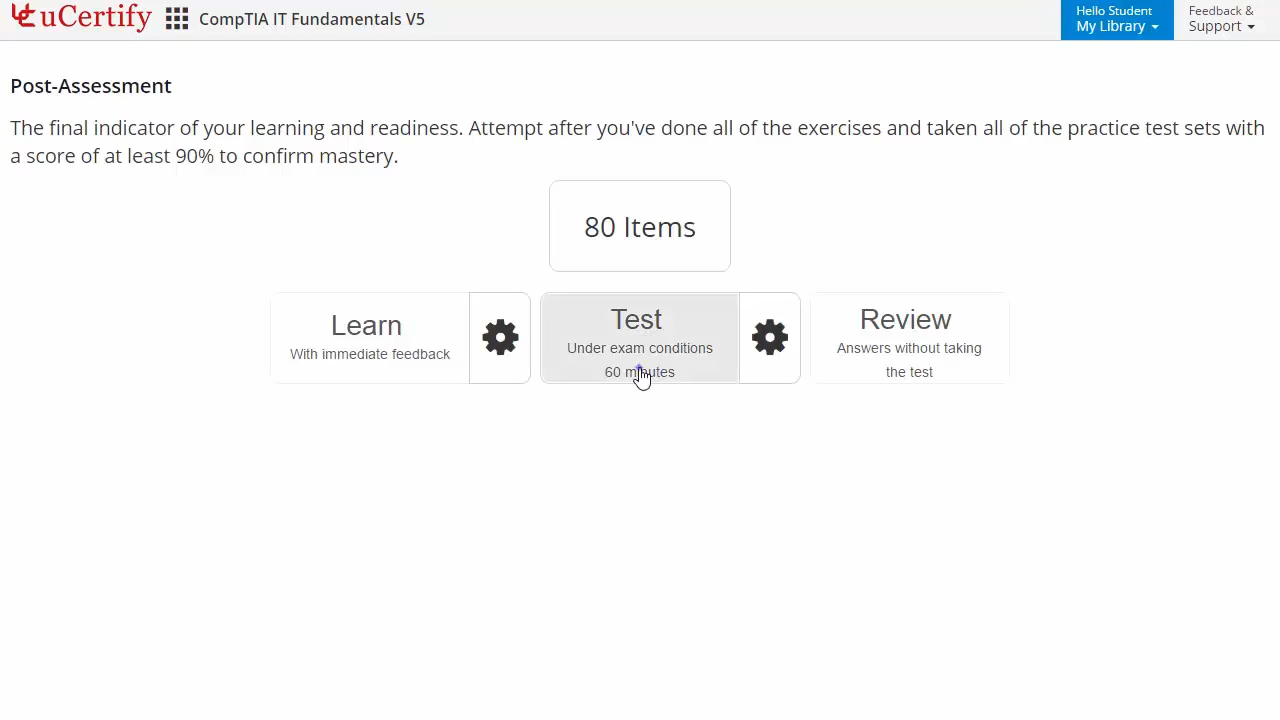 uCertify
CompTIA IT Fundamentals V5
Hello Student
My Library
Feedback &
Support
Post-Assessment
The final indicator of your learning and readiness. Attempt after you've done all of the exercises and taken all of the practice test sets with
a score of at least 90% to confirm mastery.
80 Items
Learn
With immediate feedback
Test
Under exam conditions
60 minutes
Review
Answers without taking
the test